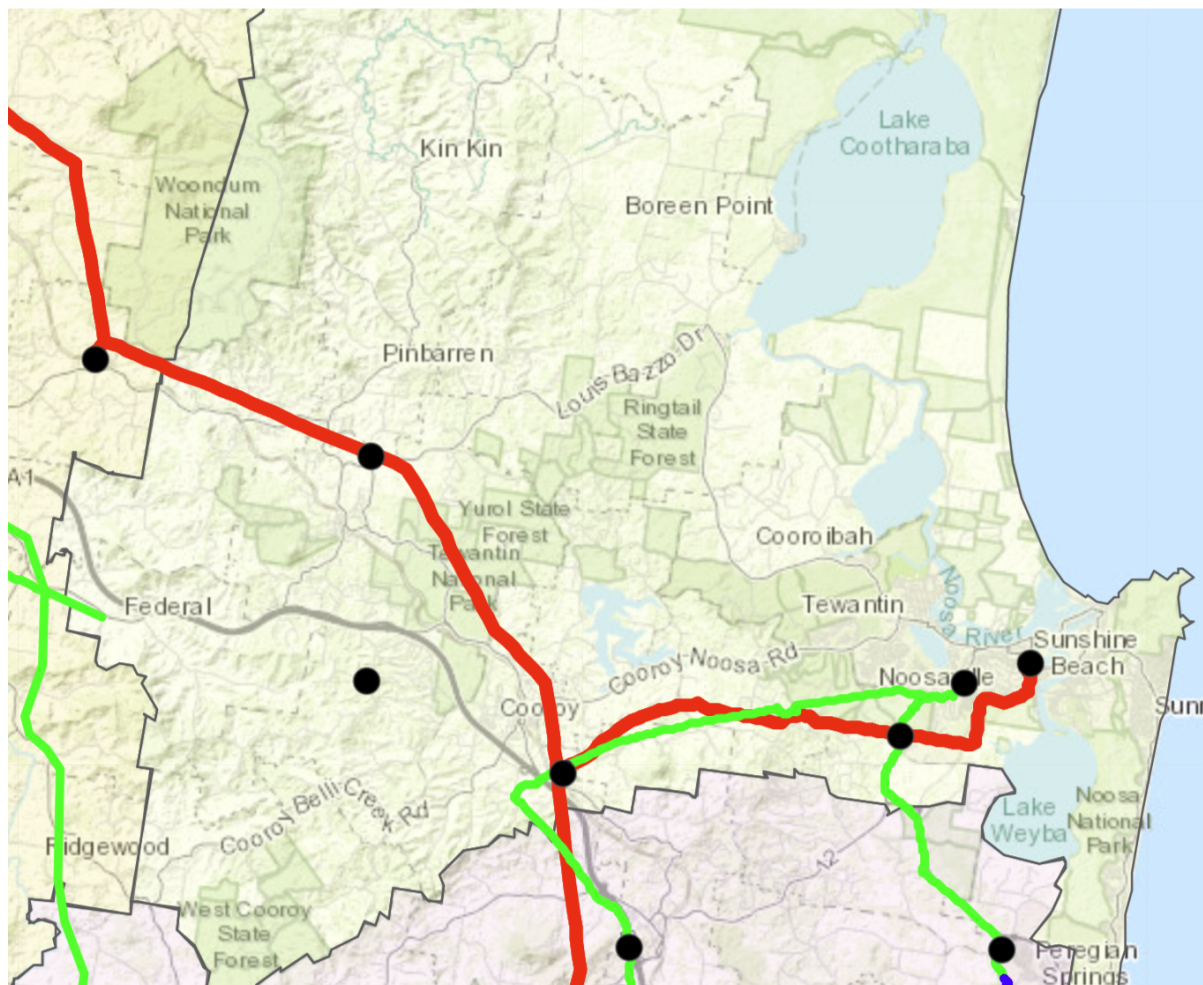 Lake
Cootharaba
Kin Kin
Woondum
National
Park
Boreen Point
Pinbarren
Louis Bazzo Dr
Ringtail
State
Forest
A1
Yurol State
Forest
Tewantin
National
Park
Cooroibah
Federal
Tewantin
Noosa
River
Sunshine
Beach
Cooroy-Noosa-Rd
Noosaville
Cooroy
Sunr
Cooroy Belli-Creek-Rd
Lake
Weyba
Noosa
National
Park
Ridgewood
12
West Cooroy
State
Forest
Peregian
Springs